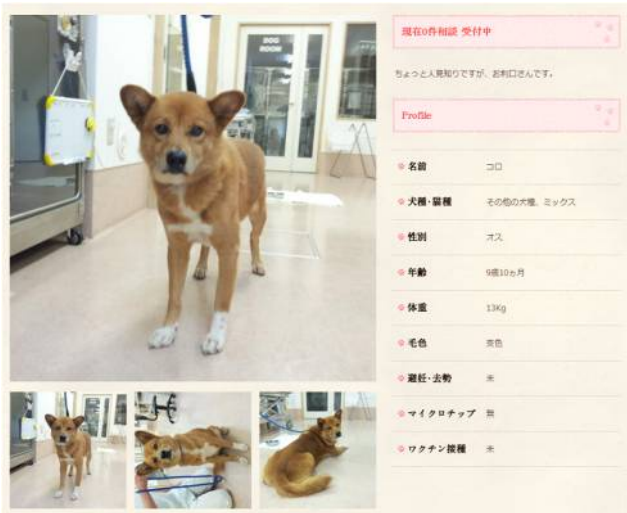 DOG
ROOM
現在0件相談 受付中
ちょっと人見知りですが、お利口さんです。
Profile
名前 コロ
犬種・猫種 その他の犬種、ミックス
性別 オス
年齢 9歳10ヵ月
体重 13Kg
毛色 茶色
避妊・去勢 未
マイクロチップ 無
ワクチン接種 未